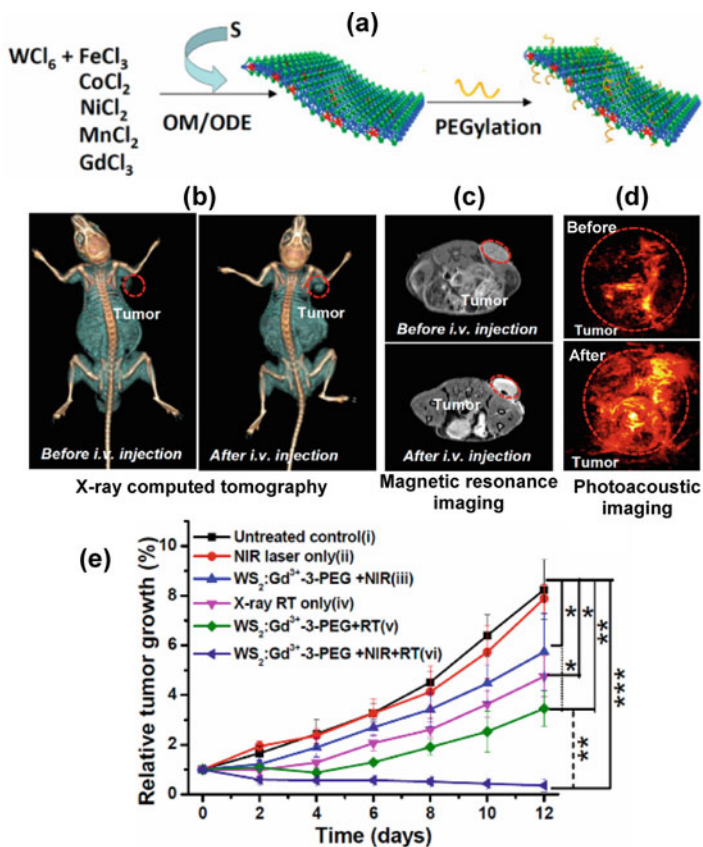 (a)
WCl6 + FeCl3
CoCl2
NiCl2
MnCl2
GdCl3
S
OM/ODE
PEGylation
(b)
(c)
(d)
Tumor
Before i.v. injection
Tumor
After i.v. injection
Before i.v. injection
Tumor
After i.v. injection
Before
Tumor
After
Tumor
X-ray computed tomography
Magnetic resonance
imaging
Photoacoustic
imaging
(e)
Relative tumor growth (%)
10
8
6
4
2
0
Untreated control(i)
NIR laser only(ii)
WS2:Gd3+-3-PEG +NIR(iii)
X-ray RT only(iv)
WS2:Gd3+-3-PEG+RT(v)
WS2:Gd3+-3-PEG +NIR+RT(vi)
*
*
*
**
***
**
0 2 4 6 8 10 12
Time (days)